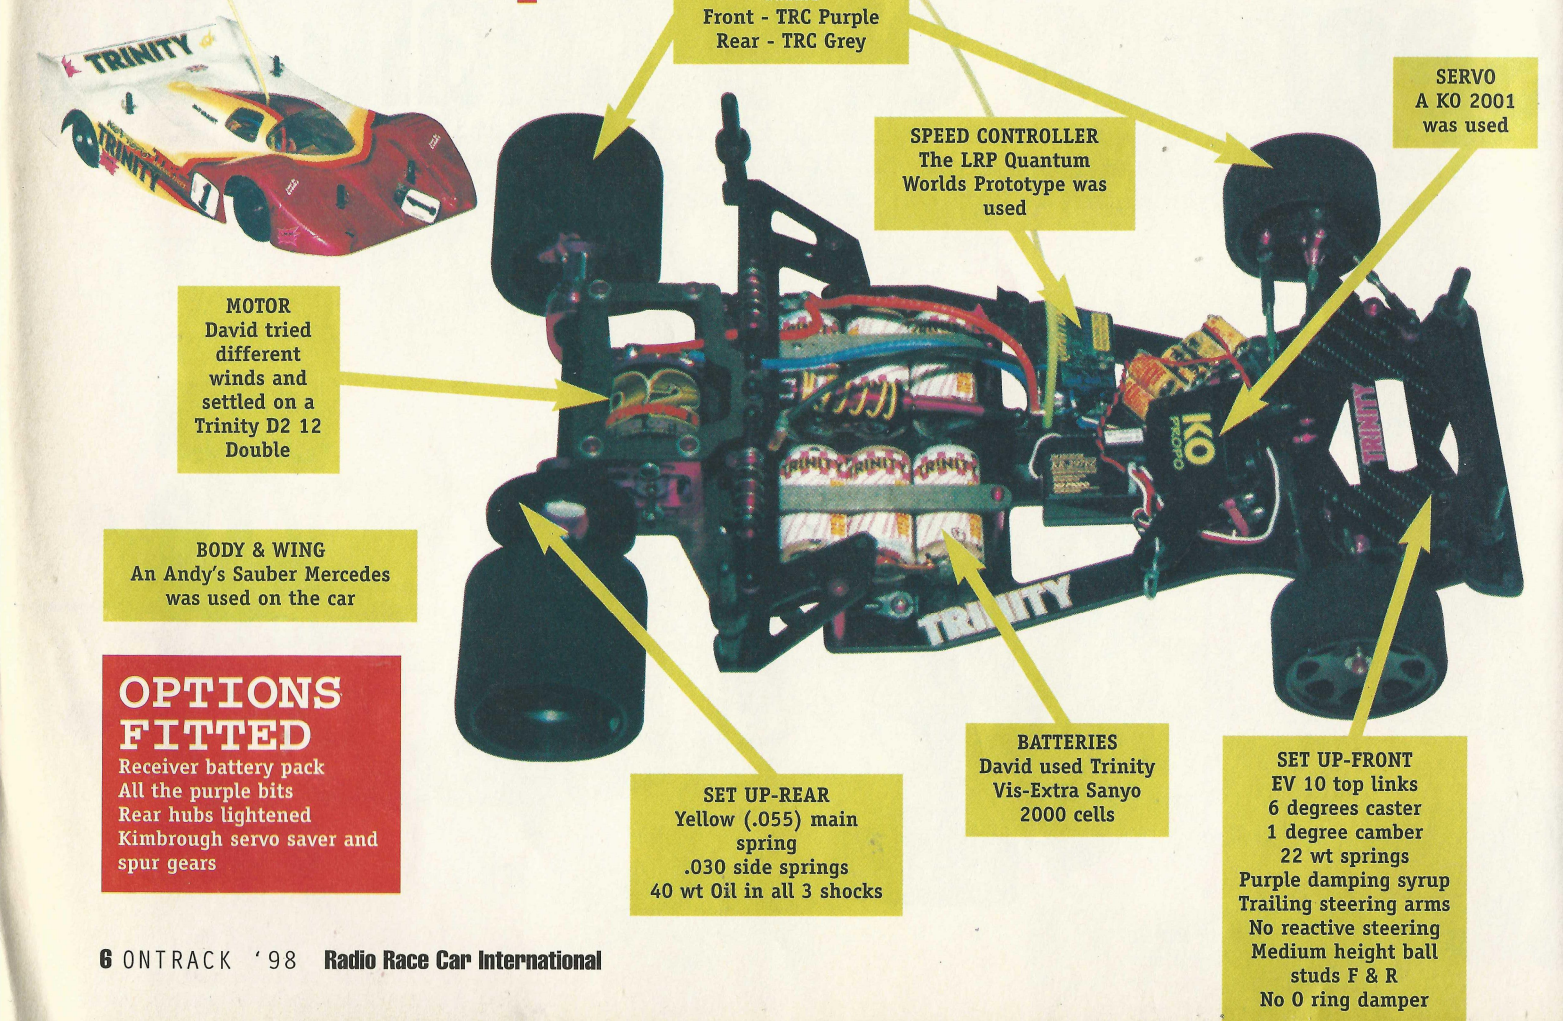 Front - TRC Purple
Rear - TRC Grey
TRINITY
TRINITY
1
SERVO
A KO 2001
was used
SPEED CONTROLLER
The LRP Quantum
Worlds Prototype was
used
MOTOR
David tried
different
winds and
settled on a
Trinity D2 12
Double
KO
PROPO
TRINITY
TRINITY
TRINITY
TRINITY
TRINITY
BODY & WING
An Andy's Sauber Mercedes
was used on the car
OPTIONS
FITTED
Receiver battery pack
All the purple bits
Rear hubs lightened
Kimbrough servo saver and
spur gears
SET UP-REAR
Yellow (.055) main
spring
.030 side springs
40 wt Oil in all 3 shocks
BATTERIES
David used Trinity
Vis-Extra Sanyo
2000 cells
SET UP-FRONT
EV 10 top links
6 degrees caster
1 degree camber
22 wt springs
Purple damping syrup
Trailing steering arms
No reactive steering
Medium height ball
studs F & R
No O ring damper
6 ONTRACK '98 Radio Race Car International